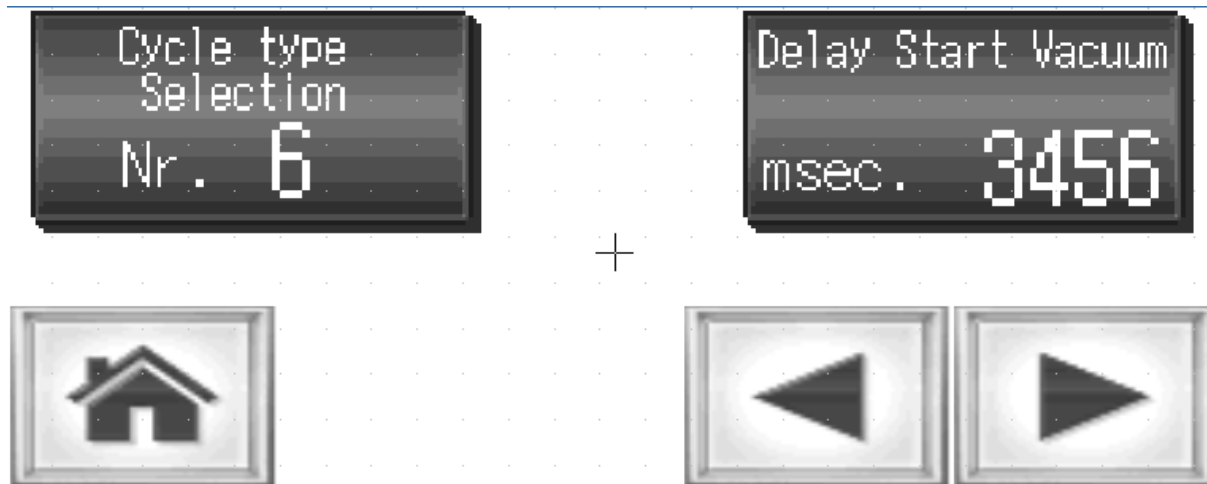 Cycle type
Selection
Nr. 6
Delay Start Vacuum
msec. 3456